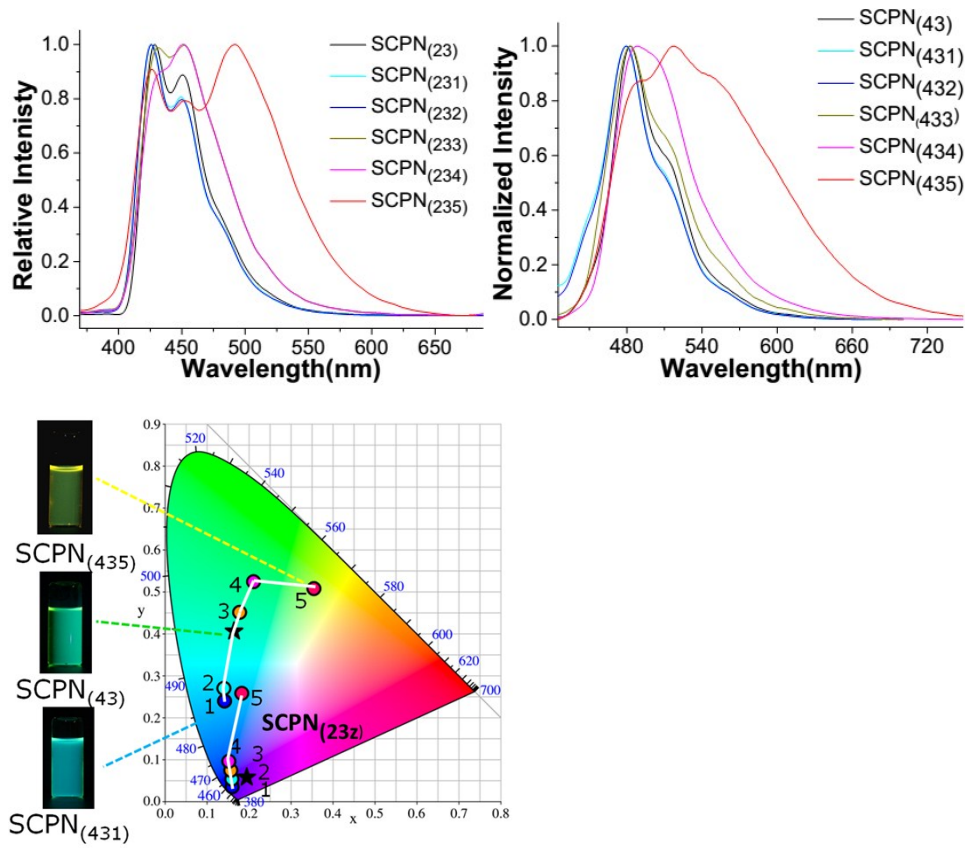 Relative Intenisty
1.0
0.8
0.6
0.4
0.2
0.0
400 450 500 550 600 650
Wavelength(nm)
SCPN(23)
SCPN(231)
SCPN(232)
SCPN(233)
SCPN(234)
SCPN(235)
Normalized Intensity
1.0
0.8
0.6
0.4
0.2
0.0
480 540 600 660 720
Wavelength(nm)
SCPN(43)
SCPN(431)
SCPN(432)
SCPN(433)
SCPN(434)
SCPN(435)
SCPN(435)
SCPN(43)
SCPN(431)
0.9
0.8
0.7
0.6
0.5
y
0.4
0.3
0.2
0.1
0.0
0.0 0.1 0.2 0.3 0.4 0.5 0.6 0.7 0.8
x
520
540
560
580
600
620
700
500
490
480
470
460
380
4
5
3
2
1
5
SCPN(23z)
4
3
2
1